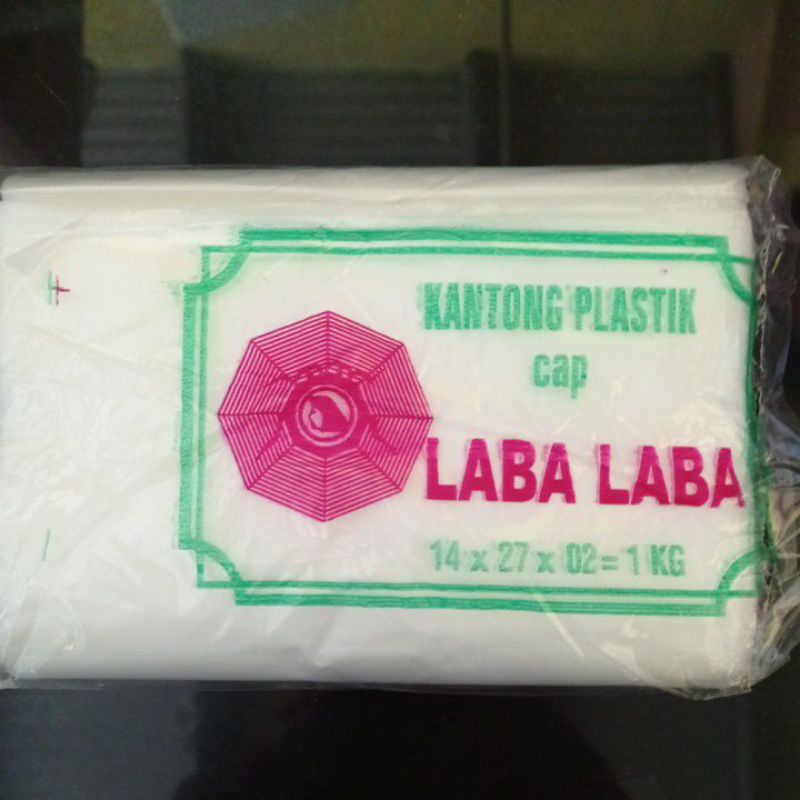 KANTONG PLASTIK
cap
LABA LABA
14 x 27 x 02 = 1 KG